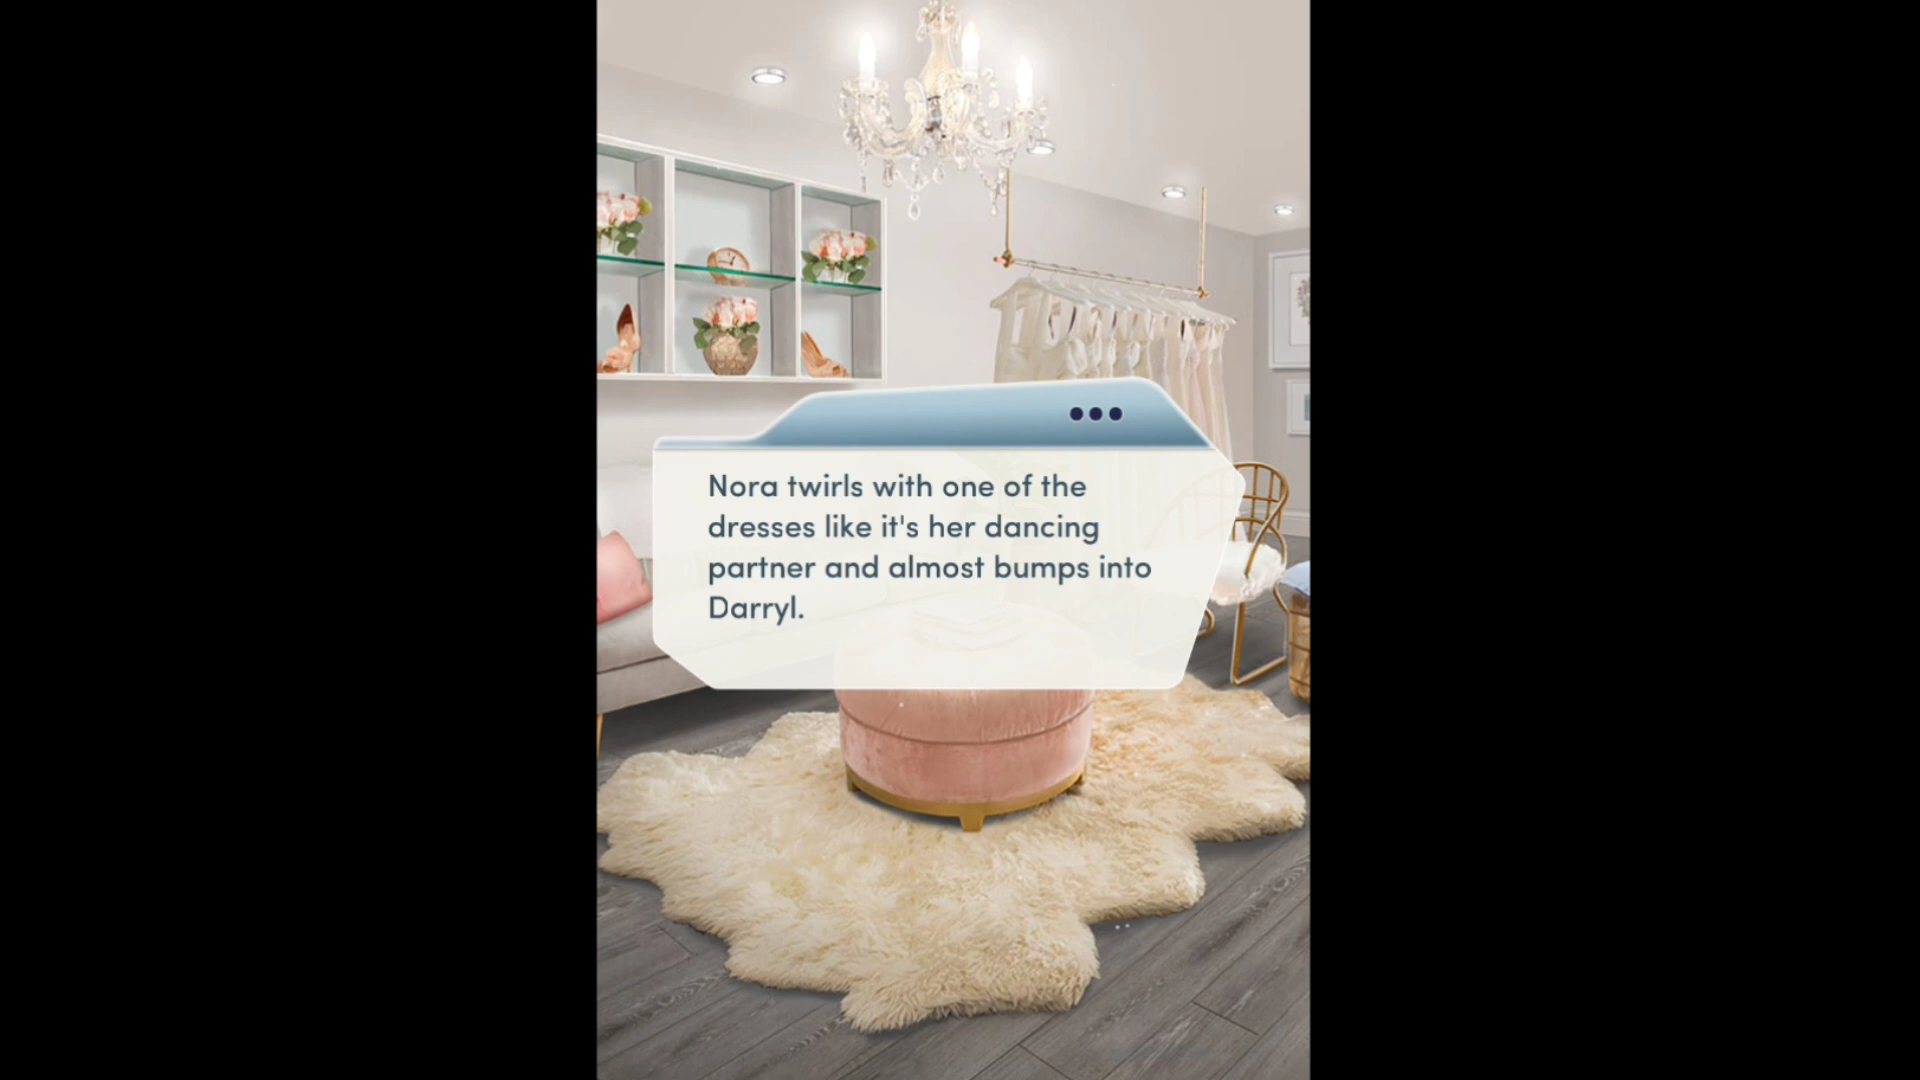 Nora twirls with one of the
dresses like it's her dancing
partner and almost bumps into
Darryl.